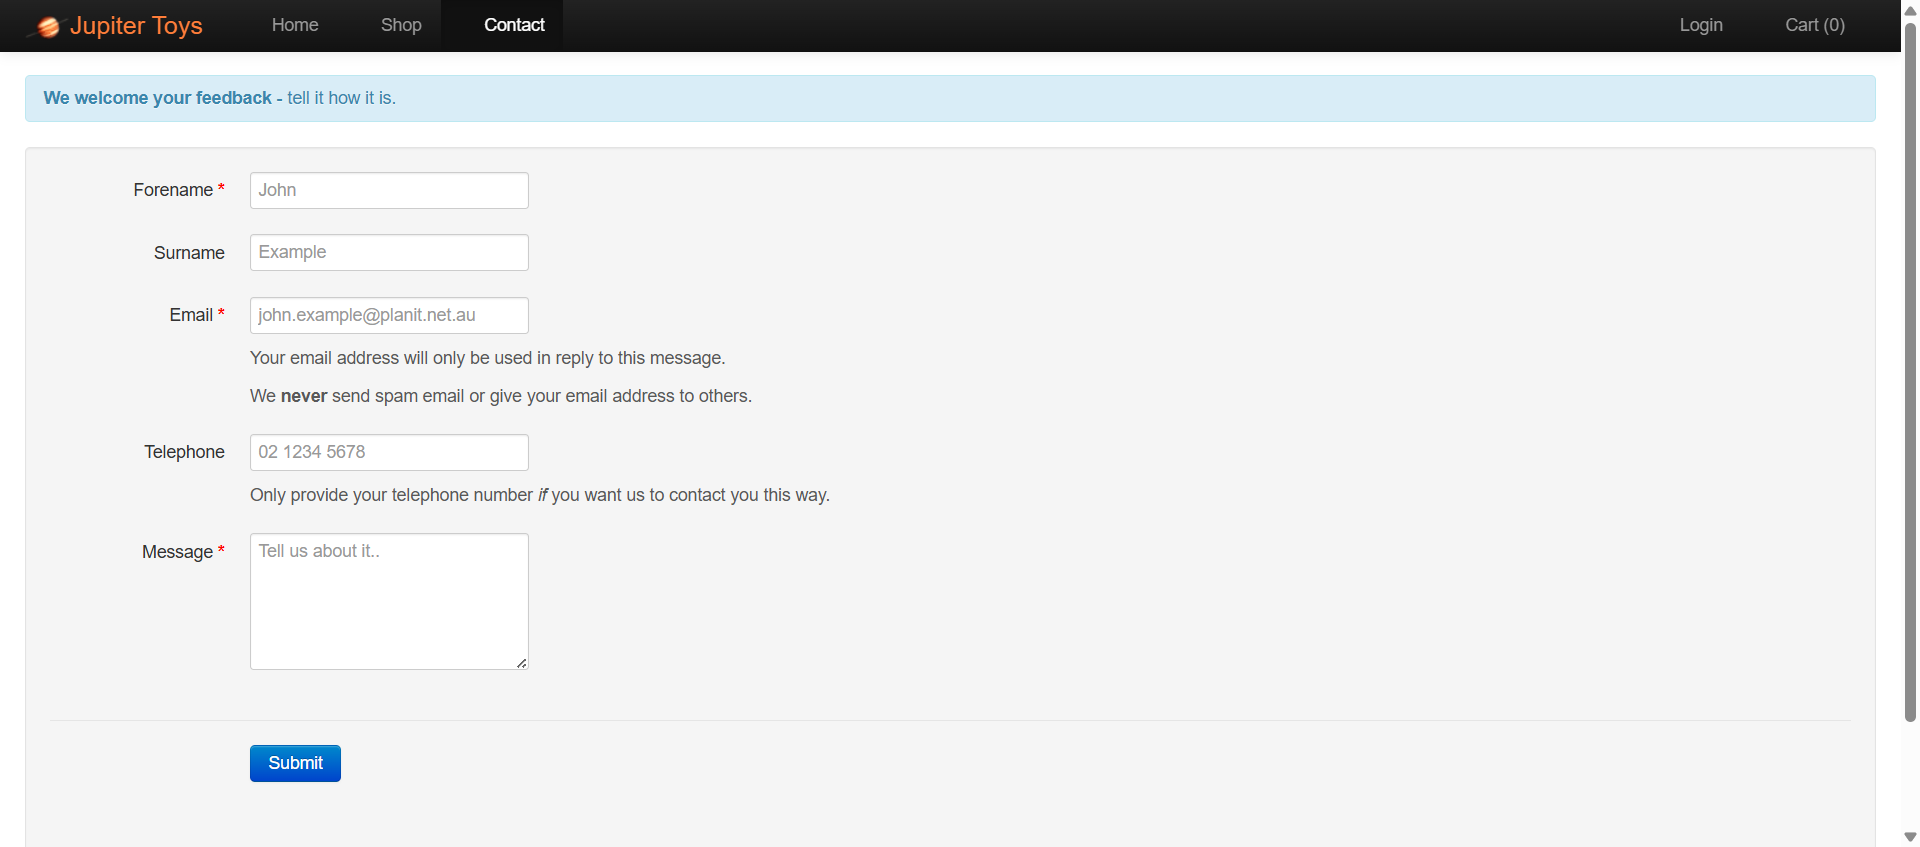 Jupiter Toys Home Shop Contact Login Cart (0)
We welcome your feedback - tell it how it is.
Forename * John
Surname Example
Email * john.example@planit.net.au
Your email address will only be used in reply to this message.
We never send spam email or give your email address to others.
Telephone 02 1234 5678
Only provide your telephone number if you want us to contact you this way.
Message * Tell us about it..
Submit